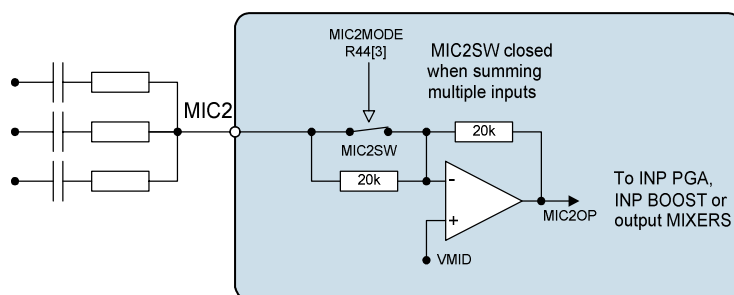 MIC2MODE
R44[3]
MIC2SW closed
when summing
multiple inputs
MIC2
20k
MIC2SW
20k
-
+
To INP PGA,
INP BOOST or
output MIXERS
MIC2OP
VMID